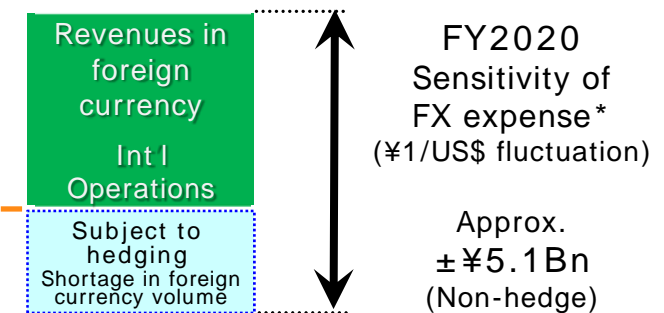 Revenues in
foreign
currency
Int'l
Operations
Subject to
hedging
Shortage in foreign
currency volume
FY2020
Sensitivity of
FX expense*
(¥1/US$ fluctuation)
Approx.
±¥5.1Bn
(Non-hedge)